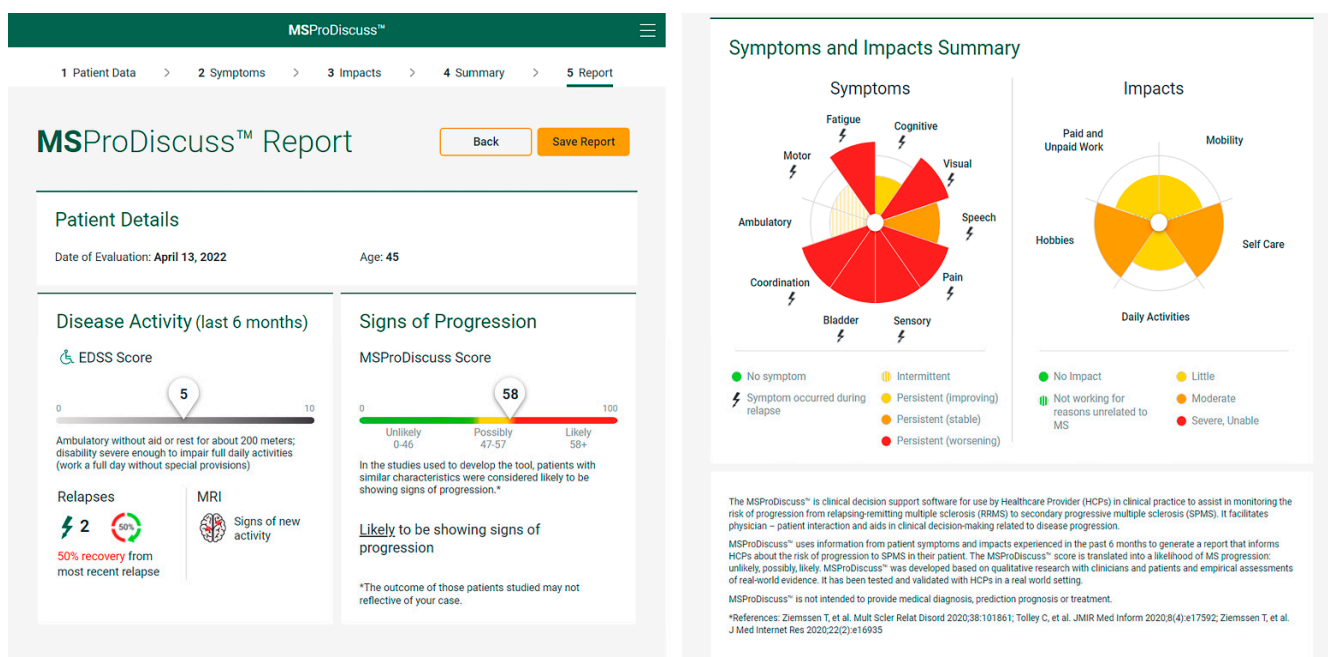 MSProDiscuss™
1 Patient Data > 2 Symptoms > 3 Impacts > 4 Summary > 5 Report
MSProDiscuss™ Report
Back
Save Report
Patient Details
Date of Evaluation: April 13, 2022
Age: 45
Disease Activity (last 6 months)
EDSS Score
5
0
10
Ambulatory without aid or rest for about 200 meters;
disability severe enough to impair full daily activities
(work a full day without special provisions)
Relapses
2
50%
50% recovery from
most recent relapse
MRI
Signs of new
activity
Signs of Progression
MSProDiscuss Score
58
0
100
Unlikely
0-46
Possibly
47-57
Likely
58+
In the studies used to develop the tool, patients with
similar characteristics were considered likely to be
showing signs of progression.*
Likely to be showing signs of
progression
*The outcome of those patients studied may not
reflective of your case.
Symptoms and Impacts Summary
Symptoms
Fatigue
Cognitive
Motor
Visual
Ambulatory
Speech
Coordination
Pain
Bladder
Sensory
No symptom
Symptom occurred during
relapse
Intermittent
Persistent (improving)
Persistent (stable)
Persistent (worsening)
Impacts
Paid and
Unpaid Work
Mobility
Hobbies
Self Care
Daily Activities
No Impact
Not working for
reasons unrelated to
MS
Little
Moderate
Severe, Unable
The MSProDiscuss™ is clinical decision support software for use by Healthcare Provider (HCPs) in clinical practice to assist in monitoring the
risk of progression from relapsing-remitting multiple sclerosis (RRMS) to secondary progressive multiple sclerosis (SPMS). It facilitates
physician – patient interaction and aids in clinical decision-making related to disease progression.
MSProDiscuss™ uses information from patient symptoms and impacts experienced in the past 6 months to generate a report that informs
HCPs about the risk of progression to SPMS in their patient. The MSProDiscuss™ score is translated into a likelihood of MS progression:
unlikely, possibly, likely. MSProDiscuss™ was developed based on qualitative research with clinicians and patients and empirical assessments
of real-world evidence. It has been tested and validated with HCPs in a real world setting.
MSProDiscuss™ is not intended to provide medical diagnosis, prediction prognosis or treatment.
*References: Ziemssen T, et al. Mult Scler Relat Disord 2020;38:101861; Tolley C, et al. JMIR Med Inform 2020;8(4):e17592; Ziemssen T, et al.
J Med Internet Res 2020;22(2):e16935